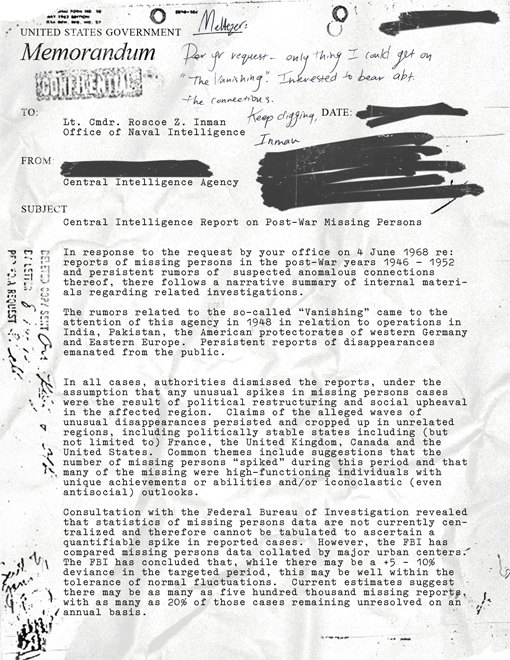 UNITED STATES GOVERNMENT
Memorandum
Meltzer:
Per yr request - only thing I could get on
"The Vanishing". Interested to hear abt.
the connections.
Keep digging,
Inman
CONFIDENTIAL
TO:
Lt. Cmdr. Roscoe Z. Inman
Office of Naval Intelligence
DATE:
FROM:
Central Intelligence Agency
SUBJECT
Central Intelligence Report on Post-War Missing Persons
In response to the request by your office on 4 June 1968 re:
reports of missing persons in the post-War years 1946 - 1952
and persistent rumors of suspected anomalous connections
thereof, there follows a narrative summary of internal materi-
als regarding related investigations.
The rumors related to the so-called "Vanishing" came to the
attention of this agency in 1948 in relation to operations in
India, Pakistan, the American protectorates of western Germany
and Eastern Europe. Persistent reports of disappearances
emanated from the public.
In all cases, authorities dismissed the reports, under the
assumption that any unusual spikes in missing persons cases
were the result of political restructuring and social upheaval
in the affected region. Claims of the alleged waves of
unusual disappearances persisted and cropped up in unrelated
regions, including politically stable states including (but
not limited to) France, the United Kingdom, Canada and the
United States. Common themes include suggestions that the
number of missing persons "spiked" during this period and that
many of the missing were high-functioning individuals with
unique achievements or abilities and/or iconoclastic (even
antisocial) outlooks.
Consultation with the Federal Bureau of Investigation revealed
that statistics of missing persons data are not currently cen-
tralized and therefore cannot be tabulated to ascertain a
quantifiable spike in reported cases. However, the FBI has
compared missing persons data collated by major urban centers.
The FBI has concluded that, while there may be a +5 - 10%
deviance in the targeted period, this may be well within the
tolerance of normal fluctuations. Current estimates suggest
there may be as many as five hundred thousand missing reports,
with as many as 20% of those cases remaining unresolved on an
annual basis.